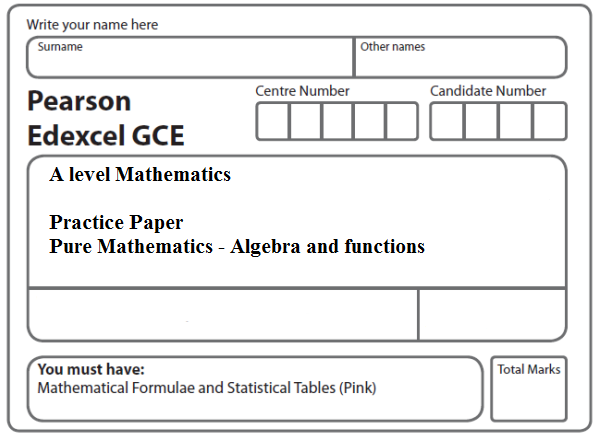 Write your name here
Surname
Other names
Pearson
Edexcel GCE
Centre Number
Candidate Number
A level Mathematics
Practice Paper
Pure Mathematics - Algebra and functions
You must have:
Mathematical Formulae and Statistical Tables (Pink)
Total Marks